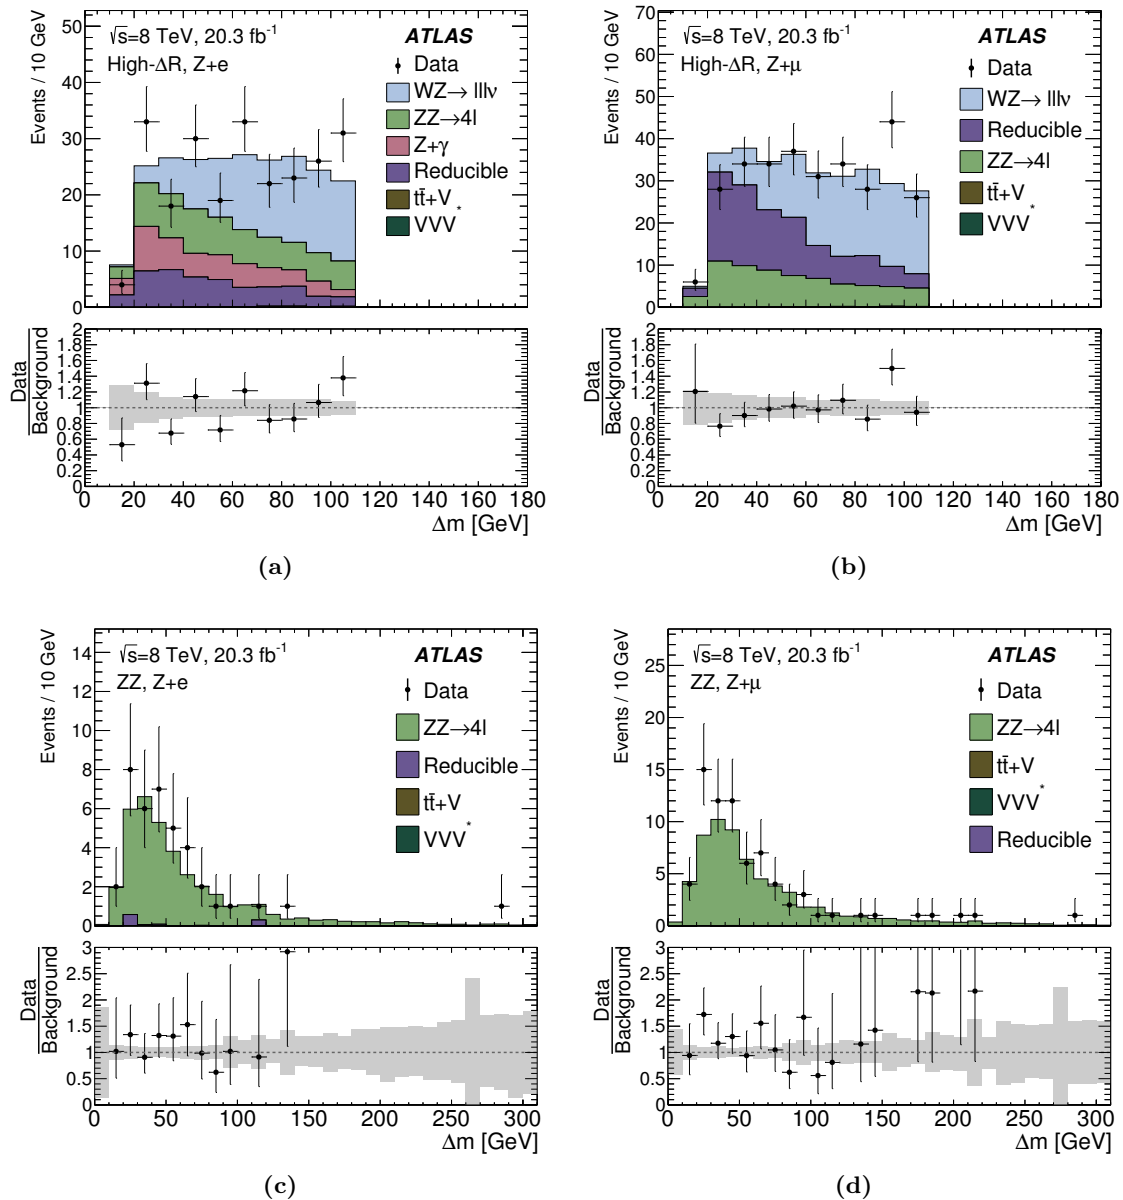 Events / 10 GeV
50
40
30
20
10
0
√s=8 TeV, 20.3 fb⁻¹
High-ΔR, Z+e
ATLAS
Data
WZ→ lllν
ZZ→4l
Z+γ
Reducible
tt̄+V
VVV*
Data
Background
2
1.8
1.6
1.4
1.2
1
0.8
0.6
0.4
0.2
0
0 20 40 60 80 100 120 140 160 180
Δm [GeV]
(a)
Events / 10 GeV
70
60
50
40
30
20
10
0
√s=8 TeV, 20.3 fb⁻¹
High-ΔR, Z+μ
ATLAS
Data
WZ→ lllν
Reducible
ZZ→4l
tt̄+V
VVV*
Data
Background
2
1.8
1.6
1.4
1.2
1
0.8
0.6
0.4
0.2
0
0 20 40 60 80 100 120 140 160 180
Δm [GeV]
(b)
Events / 10 GeV
14
12
10
8
6
4
2
0
√s=8 TeV, 20.3 fb⁻¹
ZZ, Z+e
ATLAS
Data
ZZ→4l
Reducible
tt̄+V
VVV*
Data
Background
3
2.5
2
1.5
1
0.5
0
0 50 100 150 200 250 300
Δm [GeV]
(c)
Events / 10 GeV
25
20
15
10
5
0
√s=8 TeV, 20.3 fb⁻¹
ZZ, Z+μ
ATLAS
Data
ZZ→4l
tt̄+V
VVV*
Reducible
Data
Background
3
2.5
2
1.5
1
0.5
0
0 50 100 150 200 250 300
Δm [GeV]
(d)